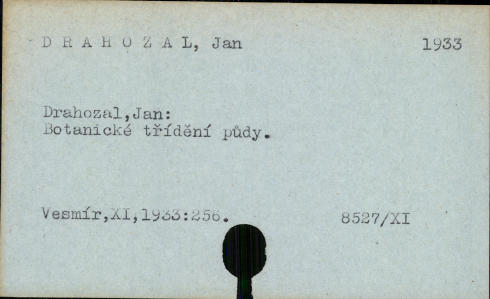 D R A H O Z A L, Jan 1933
Drahozal,Jan:
Botanické třídění půdy.
Vesmír,XI,1933:256. 8527/XI